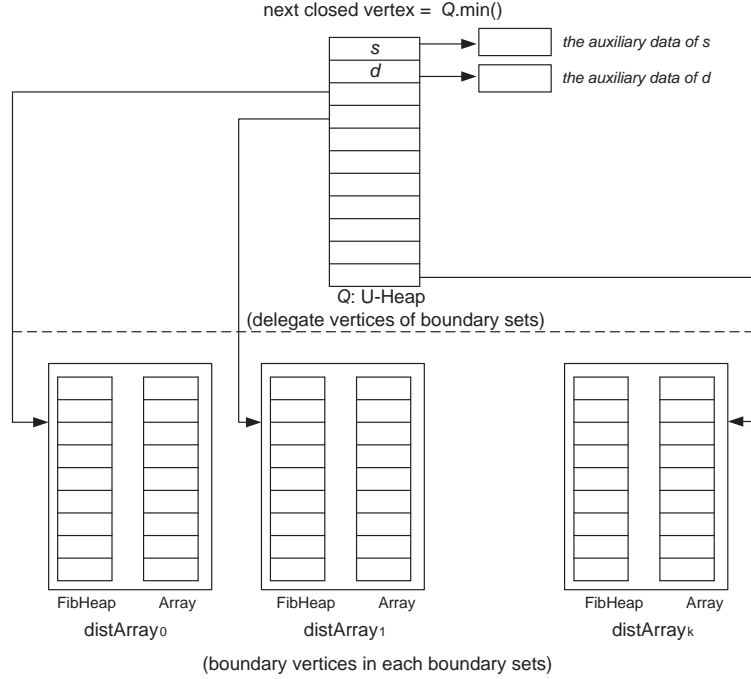 next closed vertex = Q.min()
s
the auxiliary data of s
d
the auxiliary data of d
Q: U-Heap
(delegate vertices of boundary sets)
FibHeap Array FibHeap Array FibHeap Array
distArray0 distArray1 distArrayk
(boundary vertices in each boundary sets)